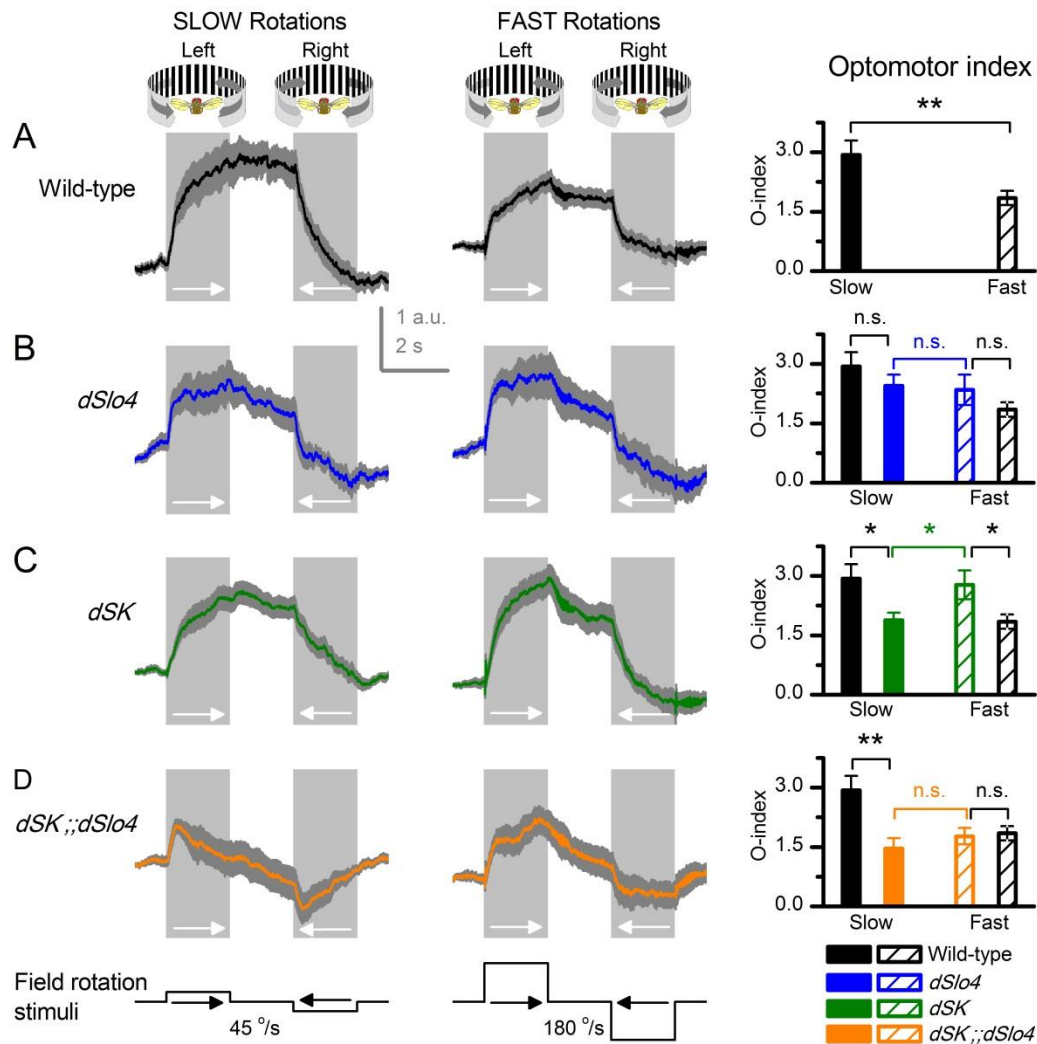 SLOW Rotations
FAST Rotations
Left
Right
Left
Right
Optomotor index
A
Wild-type
**
O-index
3.0
1.5
0.0
Slow
Fast
1 a.u.
2 s
B
dSlo4
n.s.
n.s.
n.s.
O-index
3.0
1.5
0.0
Slow
Fast
C
dSK
*
*
*
O-index
3.0
1.5
0.0
Slow
Fast
D
dSK;;dSlo4
**
n.s.
n.s.
O-index
3.0
1.5
0.0
Slow
Fast
Field rotation
stimuli
45 °/s
180 °/s
Wild-type
dSlo4
dSK
dSK;;dSlo4